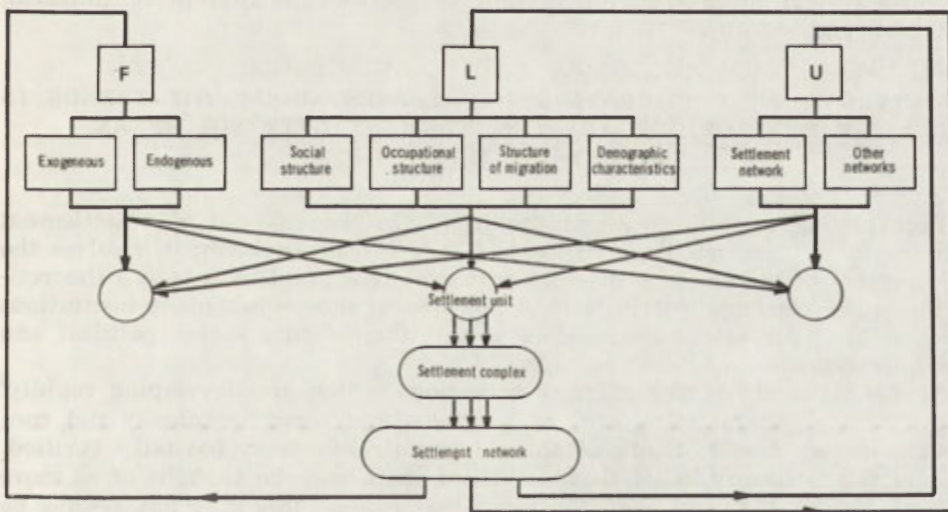 F
L
U
Exogeneous
Endogeneous
Social
structure
Occupational
structure
Structure
of migration
Demographic
characteristics
Settlement
network
Other
networks
Settlement unit
Settlement complex
Settlement network